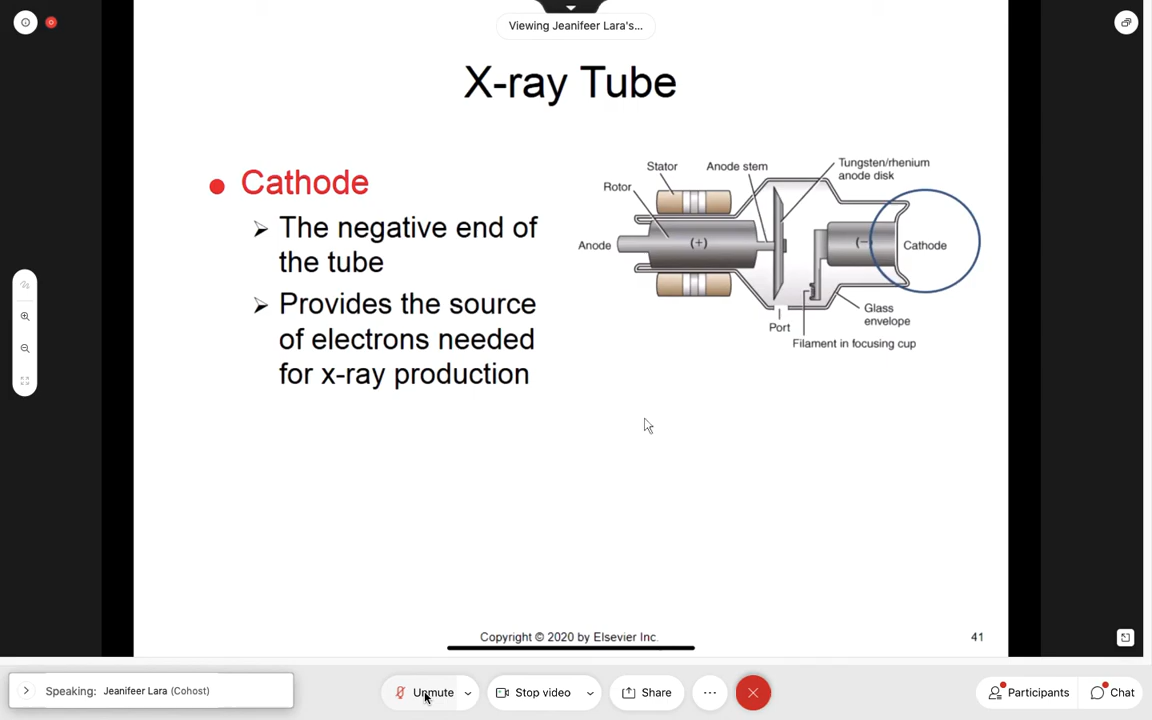 Viewing Jeanifeer Lara's...
X-ray Tube
Cathode
The negative end of
the tube
Provides the source
of electrons needed
for x-ray production
Stator
Anode stem
Tungsten/rhenium
anode disk
Rotor
Anode
(+)
(−)
Cathode
Glass
envelope
Port
Filament in focusing cup
Copyright © 2020 by Elsevier Inc.
41
Speaking: Jeanifeer Lara (Cohost)
Unmute
Stop video
Share
Participants
Chat